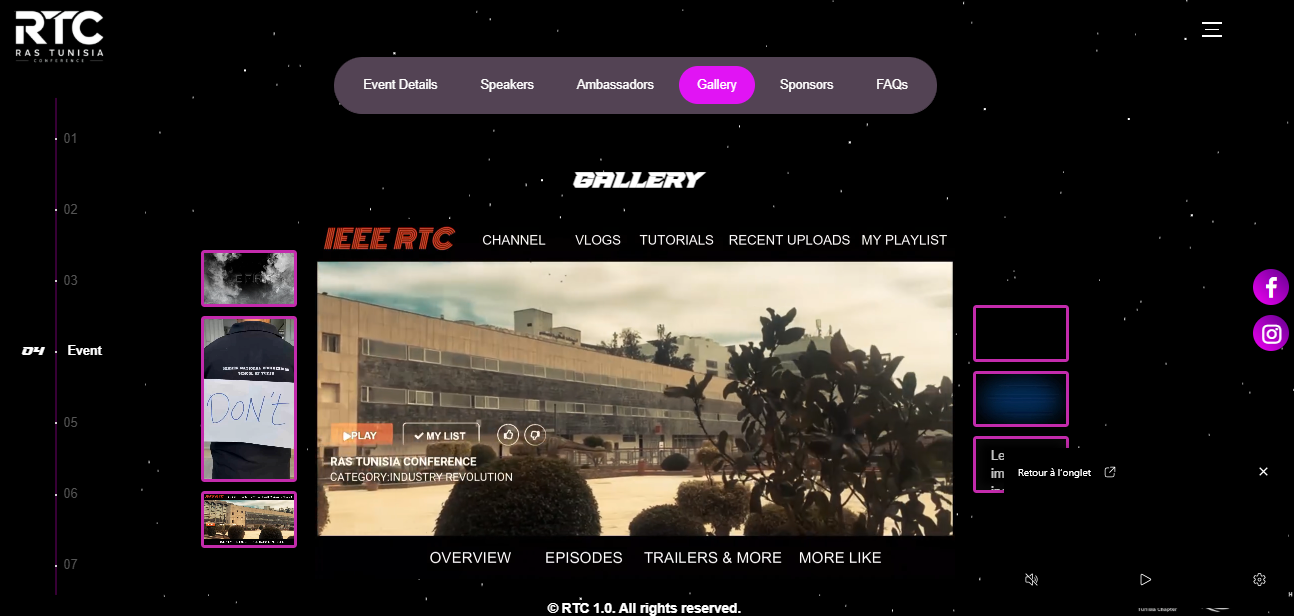 RTC
RAS TUNISIA
CONFERENCE
Event Details Speakers Ambassadors Gallery Sponsors FAQs
01
02
03
04 Event
05
06
07
GALLERY
IEEE RTC CHANNEL VLOGS TUTORIALS RECENT UPLOADS MY PLAYLIST
DON't
PLAY MY LIST
RAS TUNISIA CONFERENCE
CATEGORY:INDUSTRY REVOLUTION
OVERVIEW EPISODES TRAILERS & MORE MORE LIKE
Le
im
Retour à l'onglet
© RTC 1.0. All rights reserved.
Tunisia Chapter